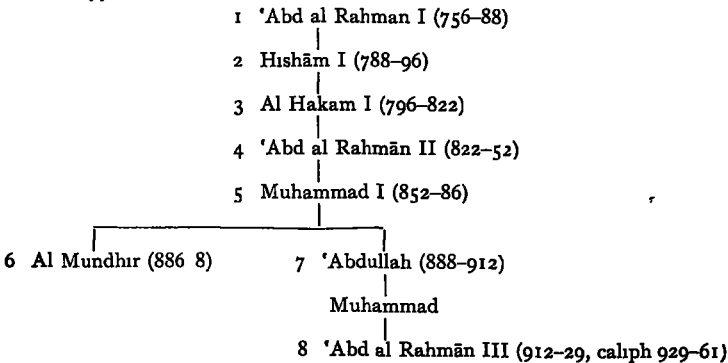 1 ‘Abd al Rahman I (756–88)
2 Hishām I (788–96)
3 Al Hakam I (796–822)
4 ‘Abd al Rahmān II (822–52)
5 Muhammad I (852–86)
6 Al Mundhir (886 8) 7 ‘Abdullah (888–912)
Muhammad
8 ‘Abd al Rahmān III (912–29, caliph 929–61)